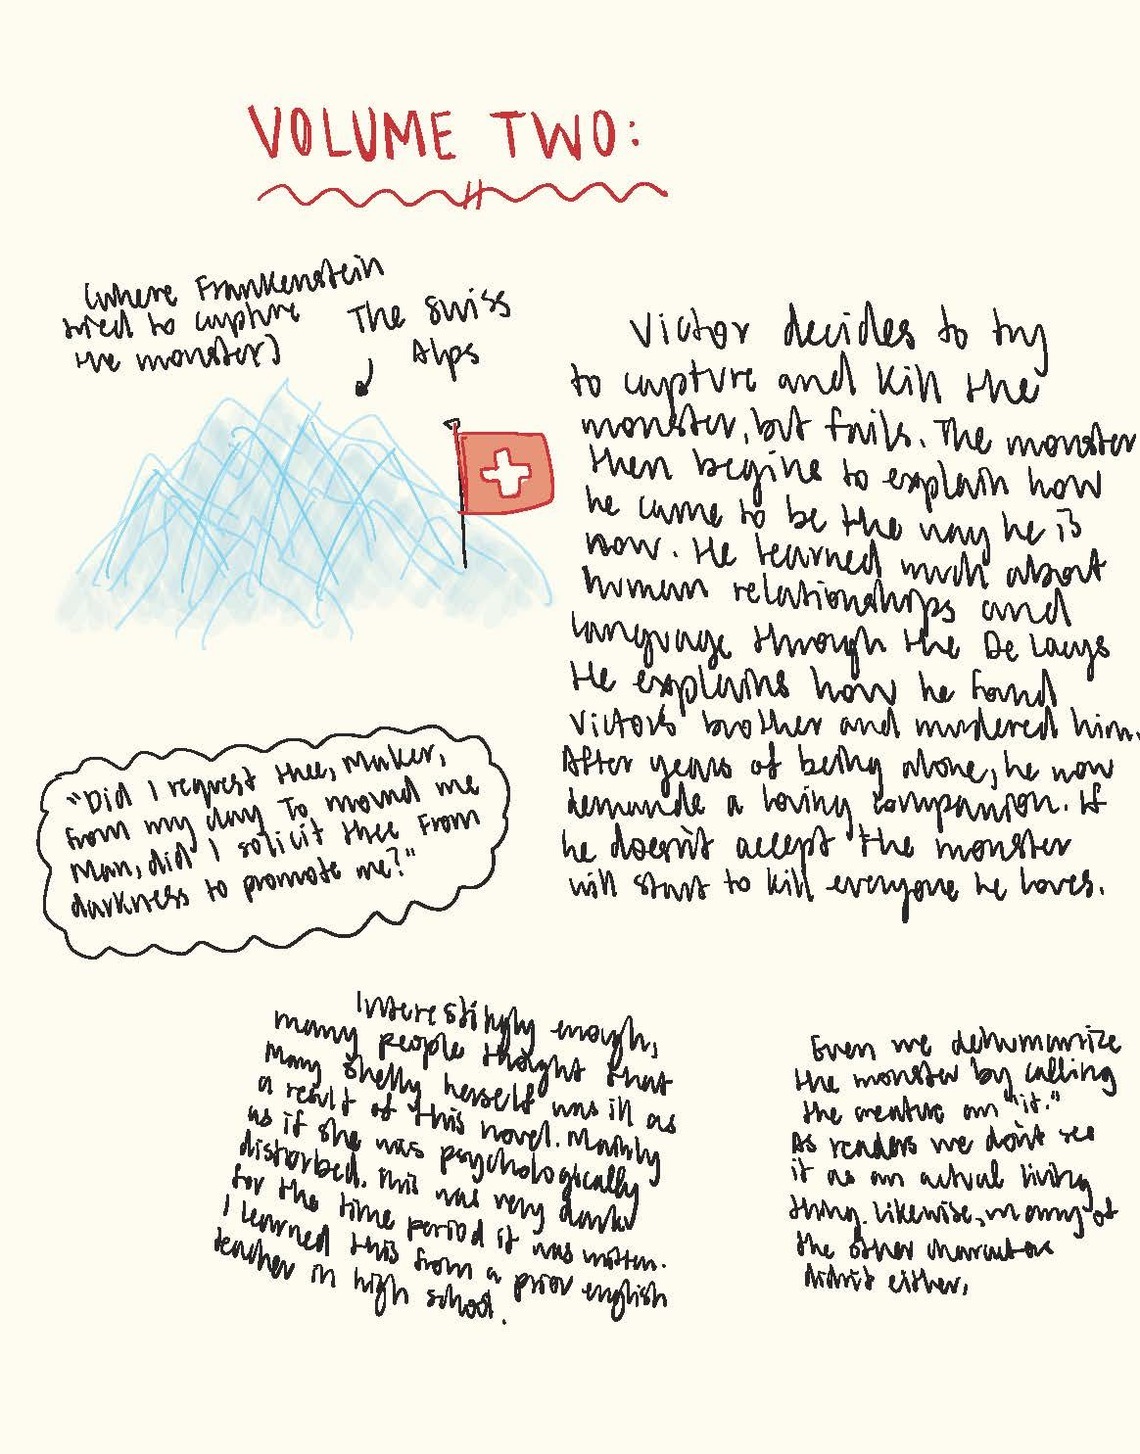 VOLUME TWO:
(where Frankenstein
tried to capture
the monster)
The Swiss
Alps
Victor decides to try
to capture and kill the
monster, but fails. The monster
then begins to explain how
he came to be the way he is
now. He learned much about
human relationships and
language through the De Laceys
He explains how he found
Victor's brother and murdered him.
After years of being alone, he now
demands a loving companion. If
he doesn't accept the monster
will start to kill everyone he loves.
"Did I request thee, Maker,
from my clay To mound me
Man, did I solicit thee From
darkness to promote me?"
Interestingly enough,
many people thought that
Mary Shelly herself was ill as
a result of this novel. Mainly
as if she was psychologically
distorbed. This was very dark
for the time period it was written.
I learned this from a prior english
teacher in high school.
Even we dehumanize
the monster by calling
the creature an "it."
As readers we don't see
it as an actual living
thing. Likewise, many of
the other characters
didn't either.